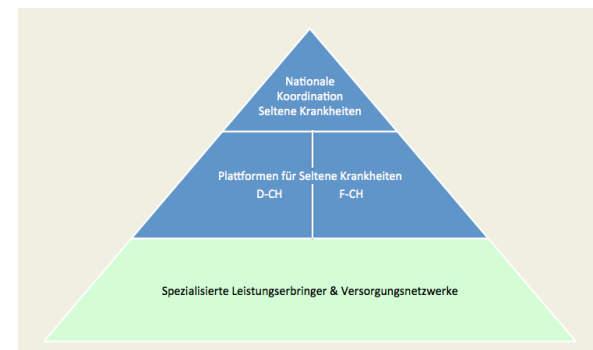 Nationale
Koordination
Seltene Krankheiten
Plattformen für Seltene Krankheiten
D-CH F-CH
Spezialisierte Leistungserbringer & Versorgungsnetzwerke